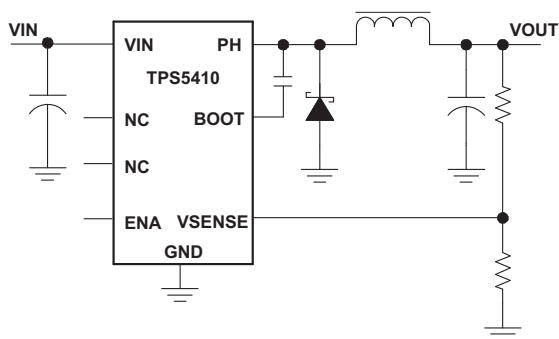 VIN
VOUT
VIN
PH
TPS5410
NC
BOOT
NC
ENA
VSENSE
GND